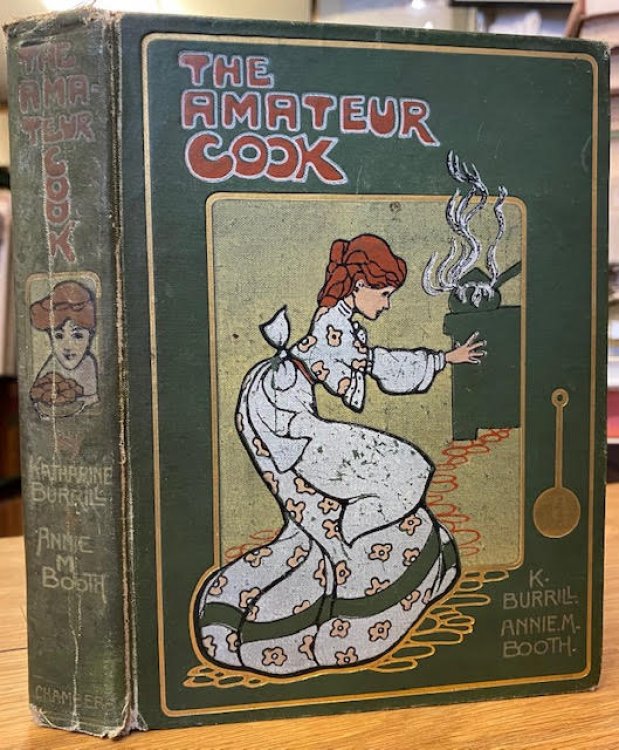 THE
AMA-
TEUR
COOK
KATHARINE
BURRILL
ANNIE
M
BOOTH
CHAMBERS
THE
AMATEUR
COOK
K.
BURRILL.
ANNIE.M.
BOOTH.